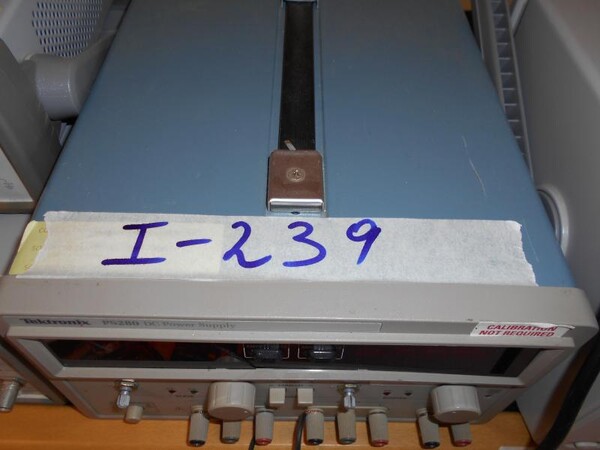 I-239
Tektronix PS280 DC Power Supply
CALIBRATION
NOT REQUIRED